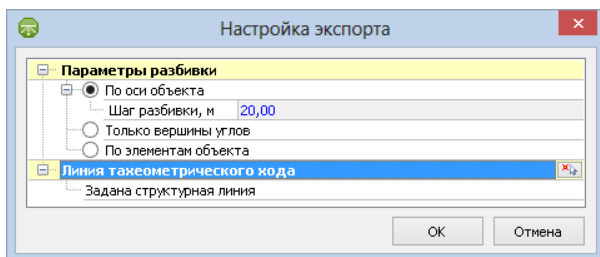 Настройка экспорта
Параметры разбивки
По оси объекта
Шаг разбивки, м 20,00
Только вершины углов
По элементам объекта
Линия тахеометрического хода
Задана структурная линия
OK Отмена